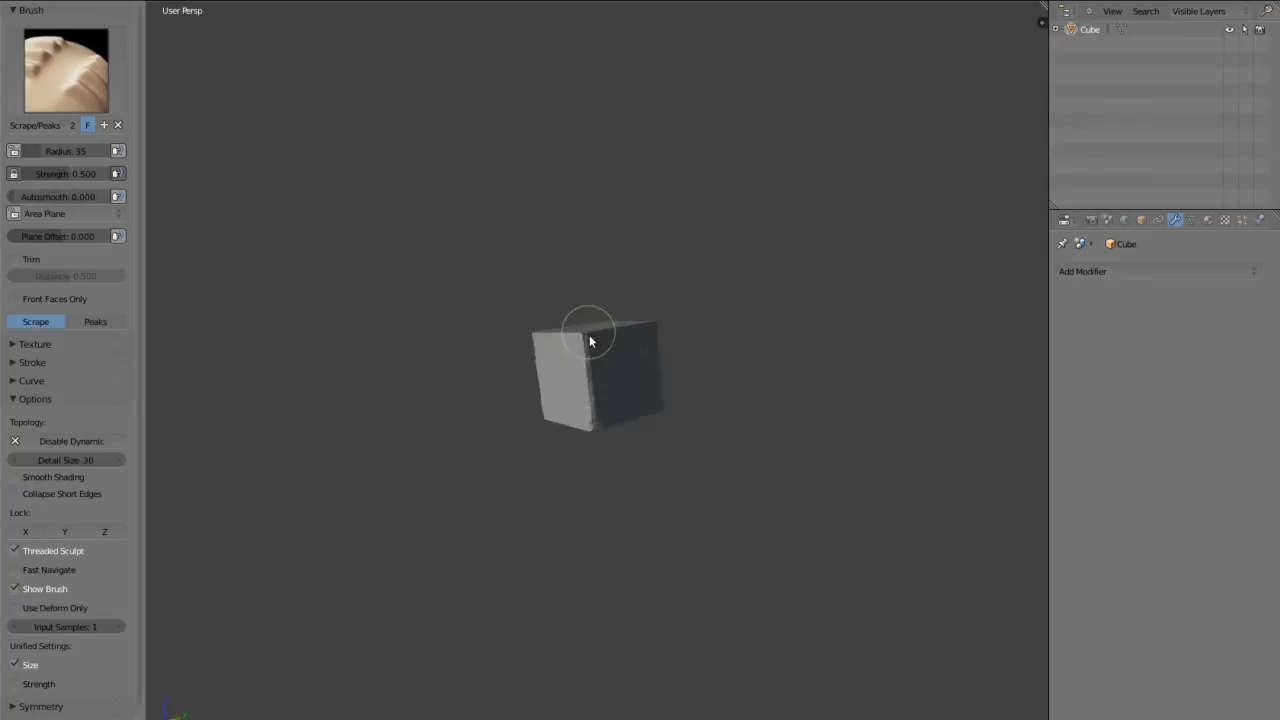 Brush
Scrape/Peaks 2 F
Radius: 35
Strength: 0.500
Autosmooth: 0.000
Area Plane
Plane Offset: 0.000
Trim
Distance: 0.500
Front Faces Only
Scrape Peaks
Texture
Stroke
Curve
Options
Topology:
Disable Dynamic
Detail Size: 30
Smooth Shading
Collapse Short Edges
Lock:
X Y Z
Threaded Sculpt
Fast Navigate
Show Brush
Use Deform Only
Input Samples: 1
Unified Settings:
Size
Strength
Symmetry
User Persp
View Search Visible Layers
Cube
Cube
Add Modifier